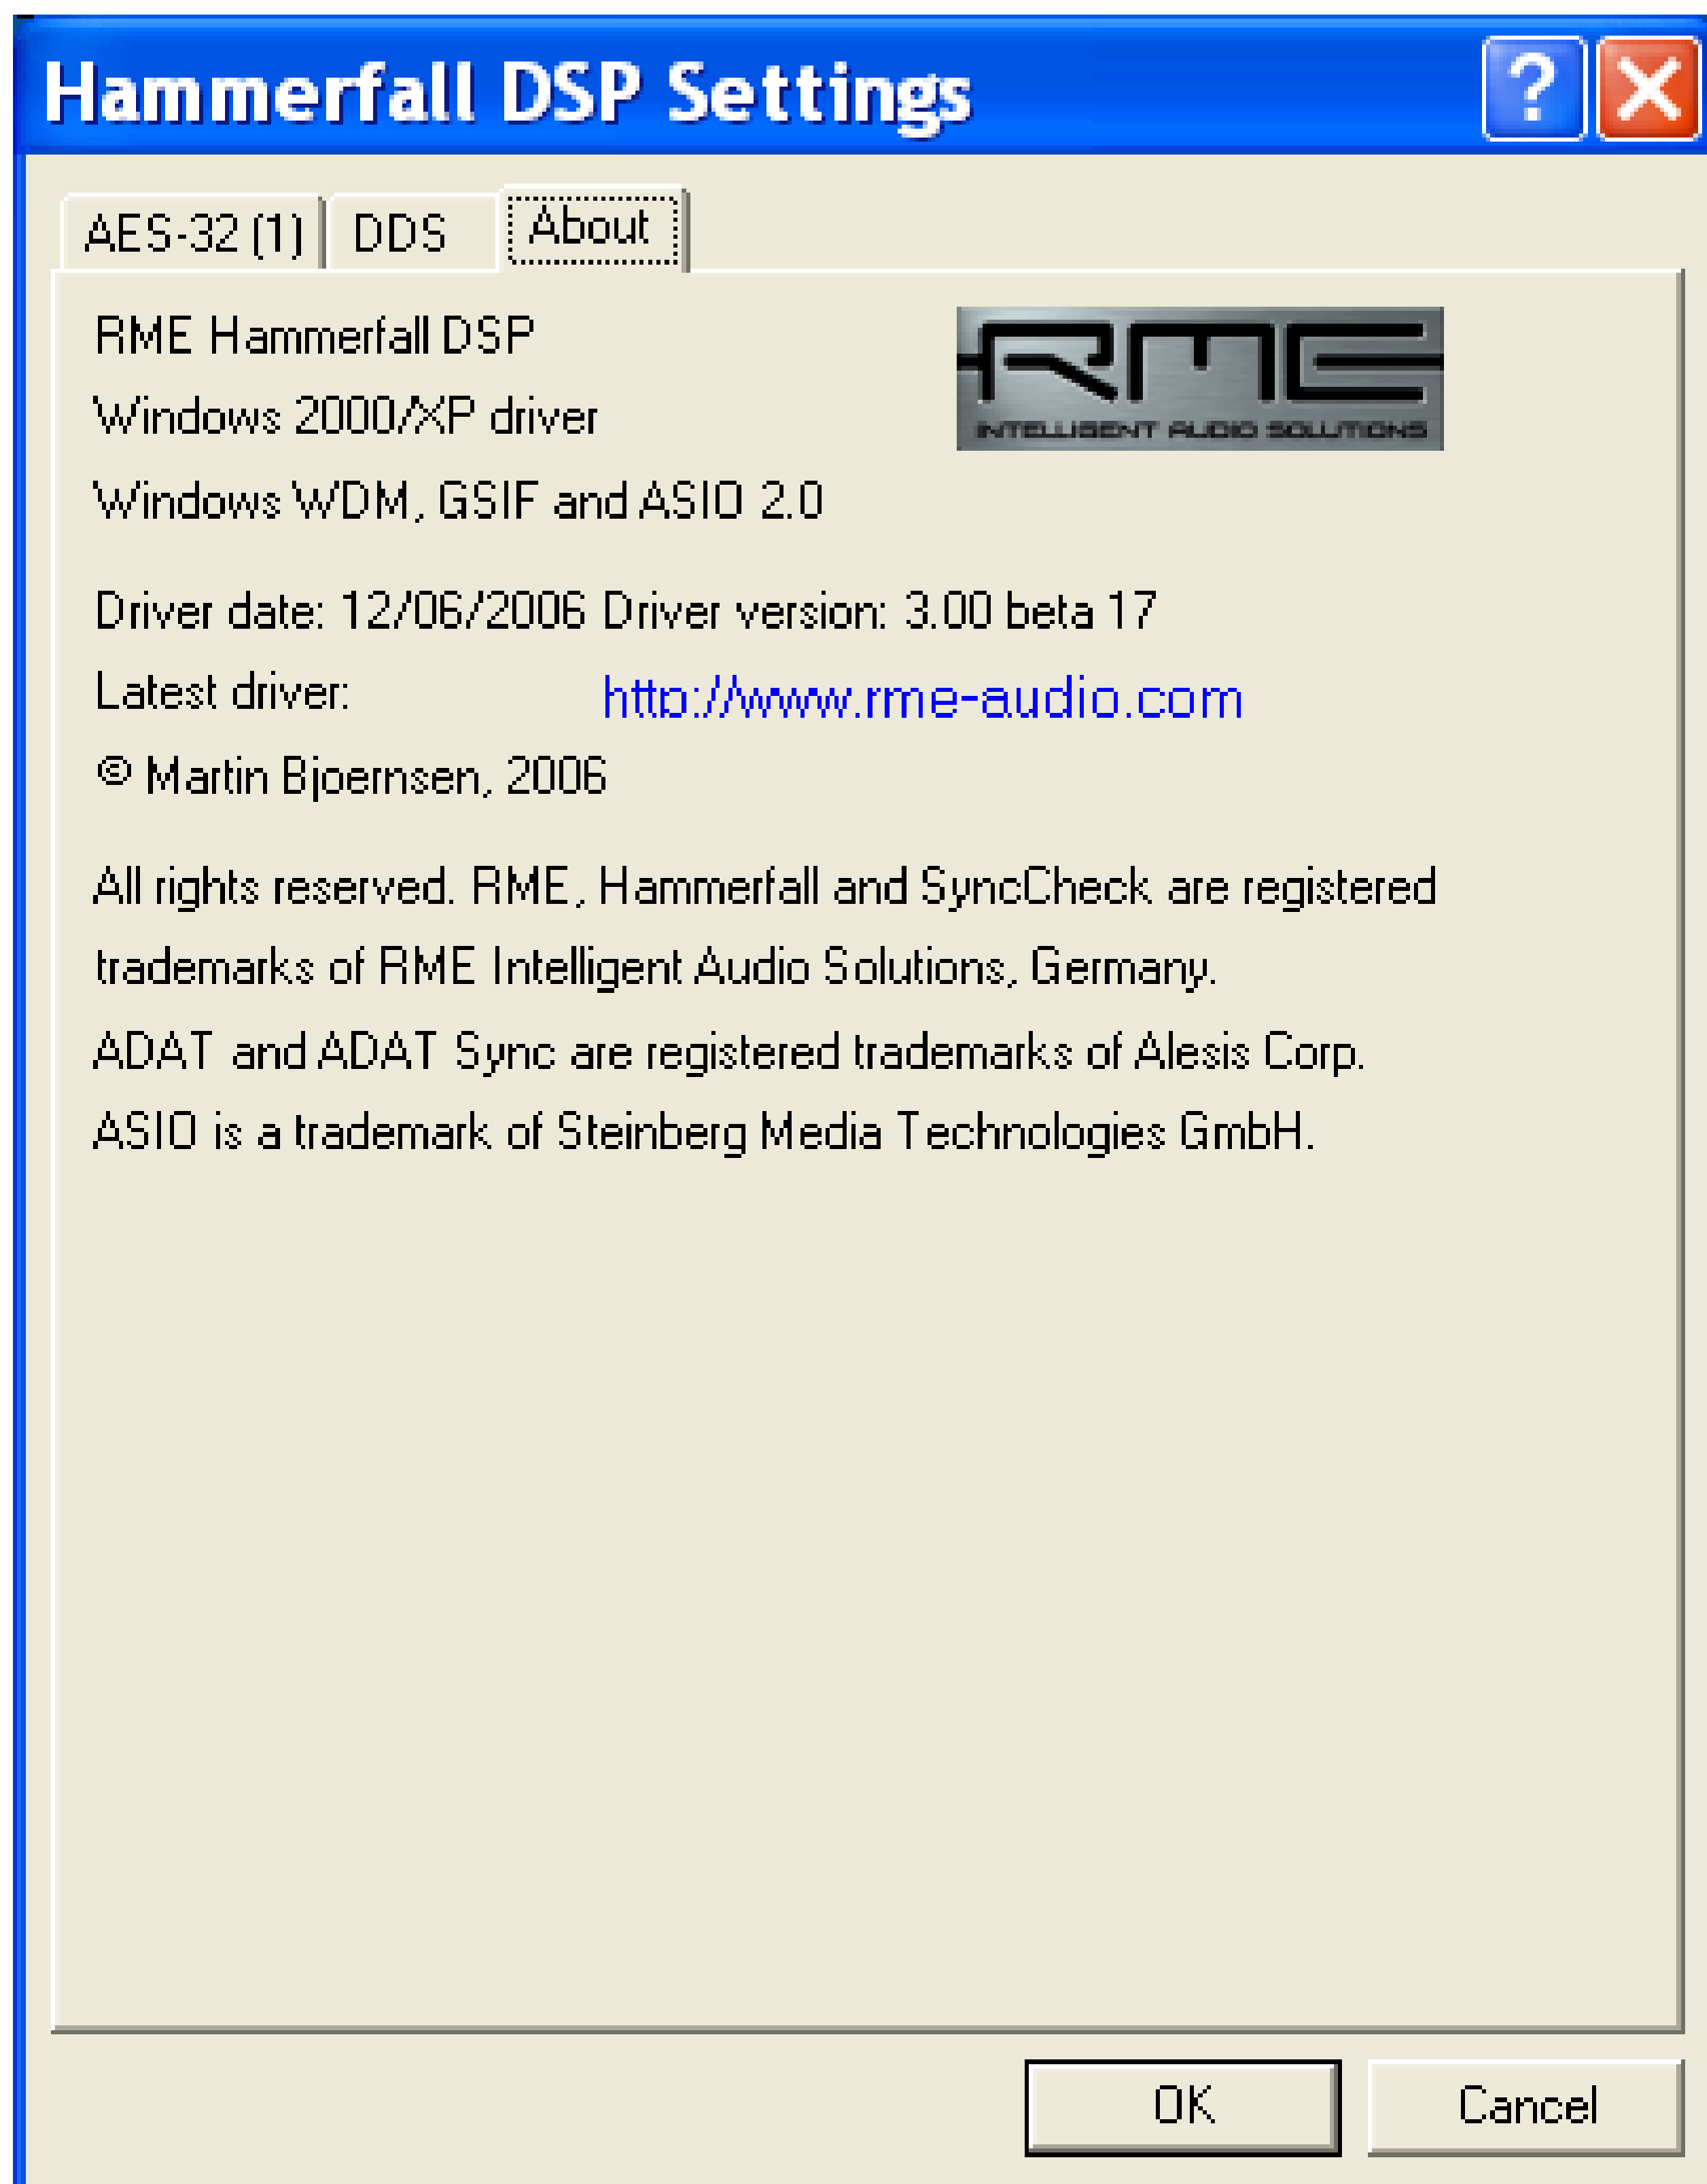 Hammerfall DSP Settings
AES-32 (1) DDS About
RME Hammerfall DSP
RME
INTELLIGENT AUDIO SOLUTIONS
Windows 2000/XP driver
Windows WDM, GSIF and ASIO 2.0
Driver date: 12/06/2006 Driver version: 3.00 beta 17
Latest driver: http://www.rme-audio.com
© Martin Bjoernsen, 2006
All rights reserved. RME, Hammerfall and SyncCheck are registered
trademarks of RME Intelligent Audio Solutions, Germany.
ADAT and ADAT Sync are registered trademarks of Alesis Corp.
ASIO is a trademark of Steinberg Media Technologies GmbH.
OK Cancel